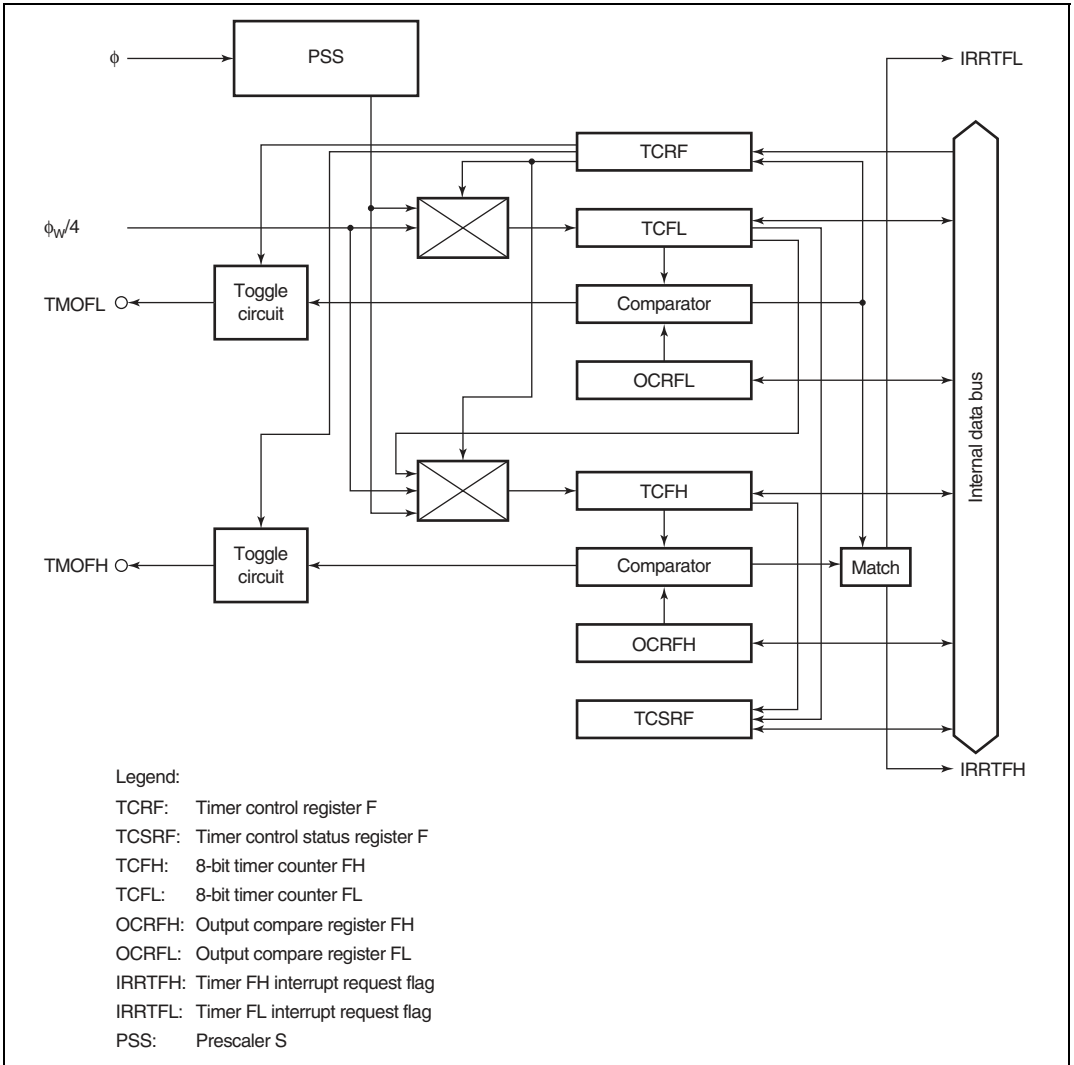 φ
PSS
IRRTFL
TCRF
φW/4
TCFL
TMOFL
Toggle
circuit
Comparator
OCRFL
Internal data bus
TCFH
TMOFH
Toggle
circuit
Comparator
Match
OCRFH
TCSRF
IRRTFH
Legend:
TCRF: Timer control register F
TCSRF: Timer control status register F
TCFH: 8-bit timer counter FH
TCFL: 8-bit timer counter FL
OCRFH: Output compare register FH
OCRFL: Output compare register FL
IRRTFH: Timer FH interrupt request flag
IRRTFL: Timer FL interrupt request flag
PSS: Prescaler S